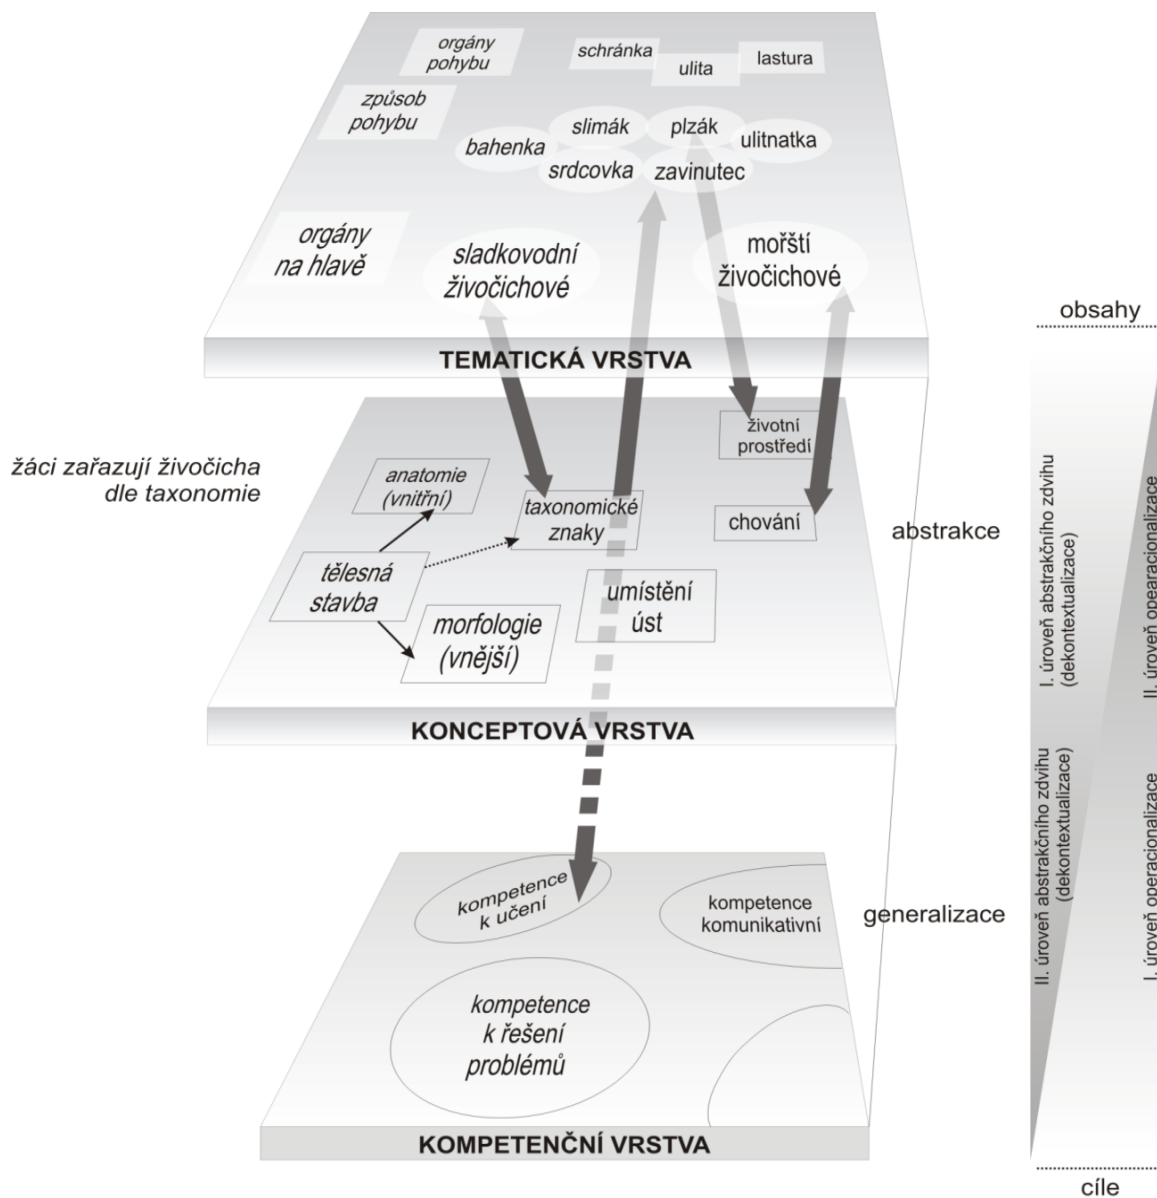 orgány
pohybu
schránka
ulita
lastura
způsob
pohybu
slimák
plzák
ulitnatka
bahenka
srdcovka
zavinutec
orgány
na hlavě
sladkovodní
živočichové
mořští
živočichové
TEMATICKÁ VRSTVA
obsahy
žáci zařazují živočicha
dle taxonomie
anatomie
(vnitřní)
taxonomické
znaky
životní
prostředí
chování
abstrakce
tělesná
stavba
morfologie
(vnější)
umístění
úst
KONCEPTOVÁ VRSTVA
I. úroveň abstrakčního zdvihu
(dekontextualizace)
II. úroveň opearacionalizace
II. úroveň abstrakčního zdvihu
(dekontextualizace)
I. úroveň operacionalizace
kompetence
k učení
kompetence
komunikativní
generalizace
kompetence
k řešení
problémů
KOMPETENČNÍ VRSTVA
cíle